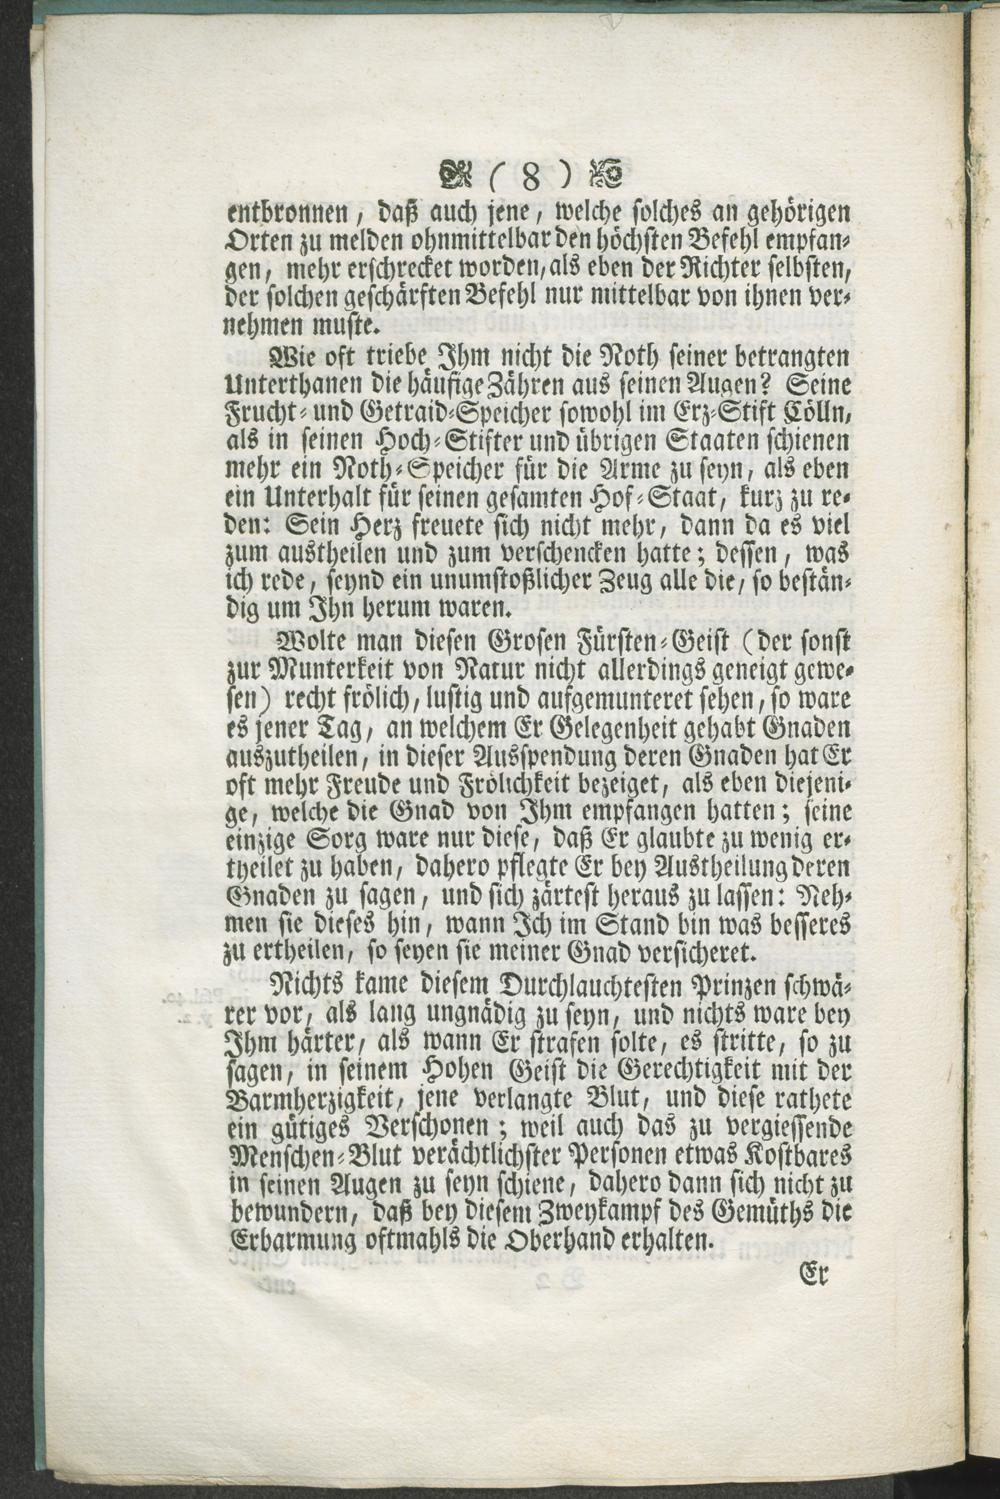 ( 8 )
entbronnen, daß auch jene, welche solches an gehörigen
Orten zu melden ohnmittelbar den höchsten Befehl empfan-
gen, mehr erschrecket worden, als eben der Richter selbsten,
der solchen geschärften Befehl nur mittelbar von ihnen ver-
nehmen muste.
Wie oft triebe Ihm nicht die Noth seiner betrangten
Unterthanen die häufige Zähren aus seinen Augen? Seine
Frucht- und Getraid-Speicher sowohl im Erz-Stift Cölln,
als in seinen Hoch-Stifter und übrigen Staaten schienen
mehr ein Noth-Speicher für die Arme zu seyn, als eben
ein Unterhalt für seinen gesamten Hof-Staat, kurz zu re-
den: Sein Herz freuete sich nicht mehr, dann da es viel
zum austheilen und zum verschencken hatte; dessen, was
ich rede, seynd ein unumstoßlicher Zeug alle die, so bestän-
dig um Ihn herum waren.
Wolte man diesen Grosen Fürsten-Geist (der sonst
zur Munterkeit von Natur nicht allerdings geneigt gewe-
sen) recht frölich, lustig und aufgemunteret sehen, so ware
es jener Tag, an welchem Er Gelegenheit gehabt Gnaden
auszutheilen, in dieser Ausspendung deren Gnaden hat Er
oft mehr Freude und Frölichkeit bezeiget, als eben diejeni-
ge, welche die Gnad von Ihm empfangen hatten; seine
einzige Sorg ware nur diese, daß Er glaubte zu wenig er-
theilet zu haben, dahero pflegte Er bey Austheilung deren
Gnaden zu sagen, und sich zärtest heraus zu lassen: Neh-
men sie dieses hin, wann Ich im Stand bin was besseres
zu ertheilen, so seyen sie meiner Gnad versicheret.
Nichts kame diesem Durchlauchtesten Prinzen schwä-
rer vor, als lang ungnädig zu seyn, und nichts ware bey
Ihm härter, als wann Er strafen solte, es stritte, so zu
sagen, in seinem Hohen Geist die Gerechtigkeit mit der
Barmherzigkeit, jene verlangte Blut, und diese rathete
ein gütiges Verschonen; weil auch das zu vergiessende
Menschen-Blut verächtlichster Personen etwas Kostbares
in seinen Augen zu seyn schiene, dahero dann sich nicht zu
bewundern, daß bey diesem Zweykampf des Gemüths die
Erbarmung oftmahls die Oberhand erhalten.
Er